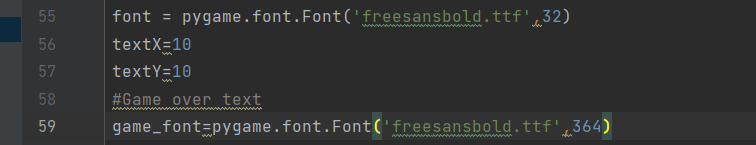 55 font = pygame.font.Font('freesansbold.ttf',32)
56 textX=10
57 textY=10
58 #Game over text
59 game_font=pygame.font.Font('freesansbold.ttf',364)